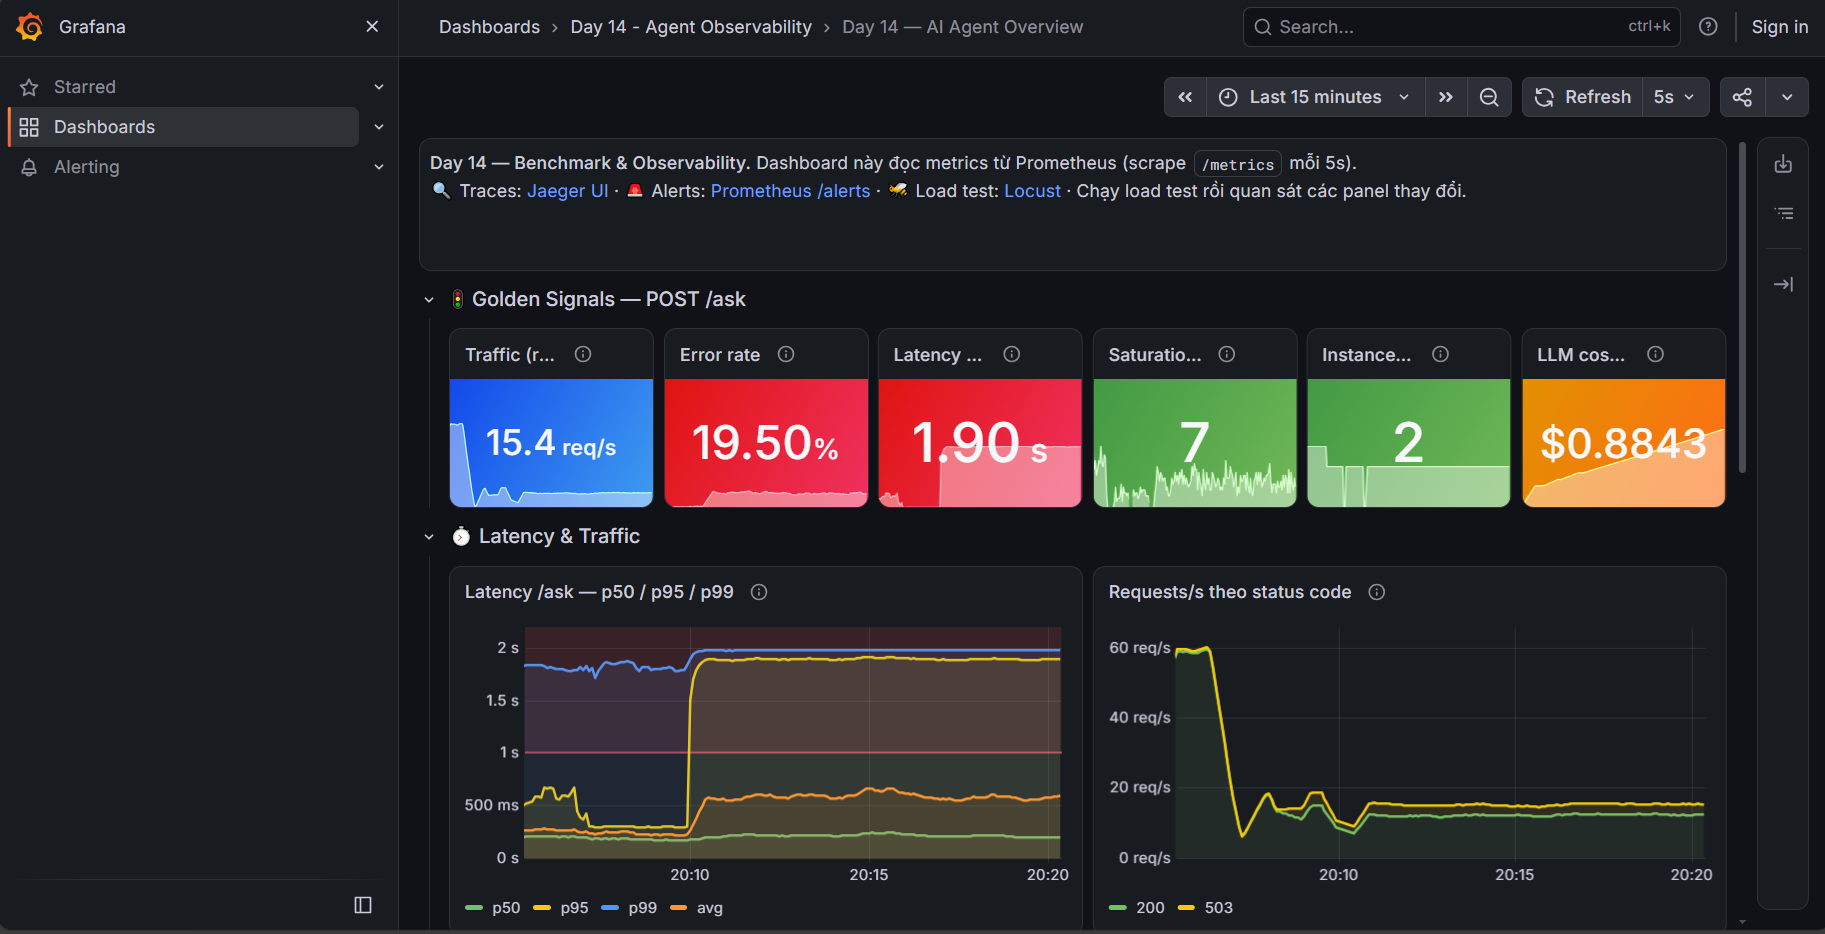 Grafana
Dashboards › Day 14 - Agent Observability › Day 14 — AI Agent Overview
Search...
ctrl+k
Sign in
Starred
Dashboards
Alerting
Last 15 minutes
Refresh
5s
Day 14 — Benchmark & Observability. Dashboard này đọc metrics từ Prometheus (scrape /metrics mỗi 5s).
Traces: Jaeger UI · Alerts: Prometheus /alerts · Load test: Locust · Chạy load test rồi quan sát các panel thay đổi.
Golden Signals — POST /ask
Traffic (r...
15.4 req/s
Error rate
19.50%
Latency ...
1.90 s
Saturatio...
7
Instance...
2
LLM cos...
$0.8843
Latency & Traffic
Latency /ask — p50 / p95 / p99
2 s
1.5 s
1 s
500 ms
0 s
20:10
20:15
20:20
p50
p95
p99
avg
Requests/s theo status code
60 req/s
40 req/s
20 req/s
0 req/s
20:10
20:15
20:20
200
503